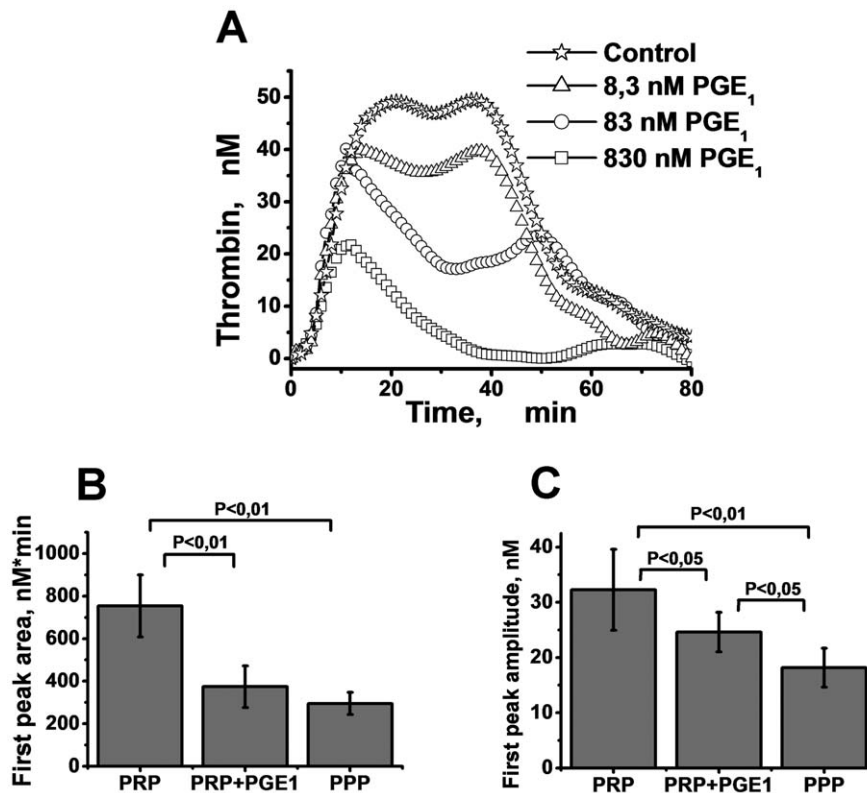 A
Control
8,3 nM PGE1
83 nM PGE1
830 nM PGE1
Thrombin, nM
50
40
30
20
10
0
0 20 40 60 80
Time, min
B
P<0,01
P<0,01
First peak area, nM*min
1000
800
600
400
200
0
PRP PRP+PGE1 PPP
C
P<0,01
P<0,05
P<0,05
First peak amplitude, nM
40
30
20
10
0
PRP PRP+PGE1 PPP